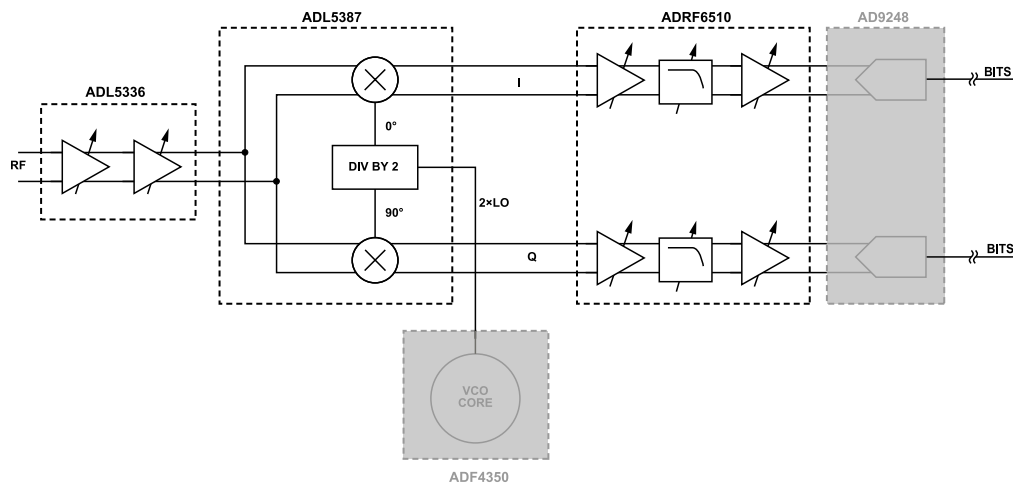 ADL5387
ADRF6510
AD9248
ADL5336
RF
I
BITS
0°
DIV BY 2
90°
2×LO
Q
BITS
VCO
CORE
ADF4350